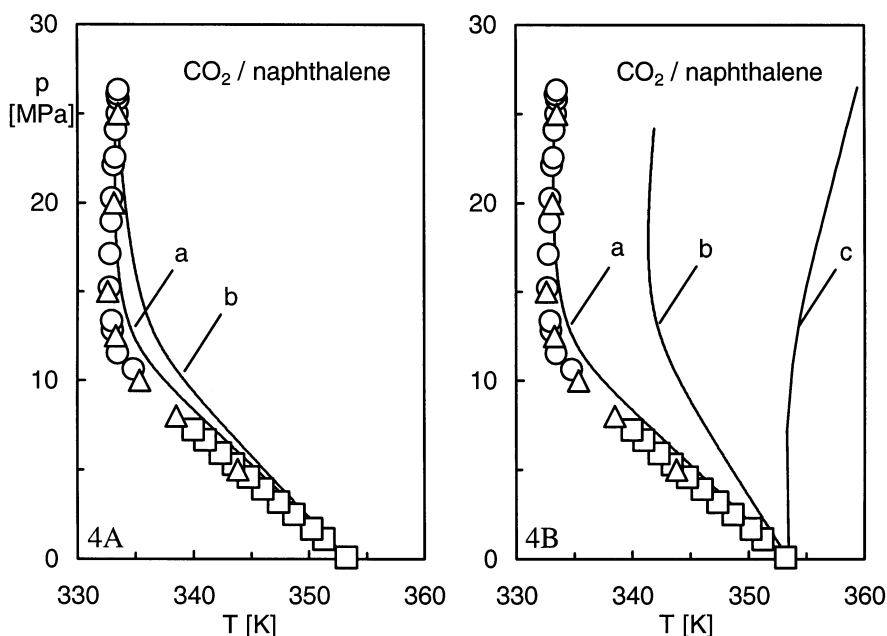 30
p
[MPa]
20
10
0
CO₂ / naphthalene
a
b
4A
330
340
350
360
T [K]
30
20
10
0
CO₂ / naphthalene
a
b
c
4B
330
340
350
360
T [K]